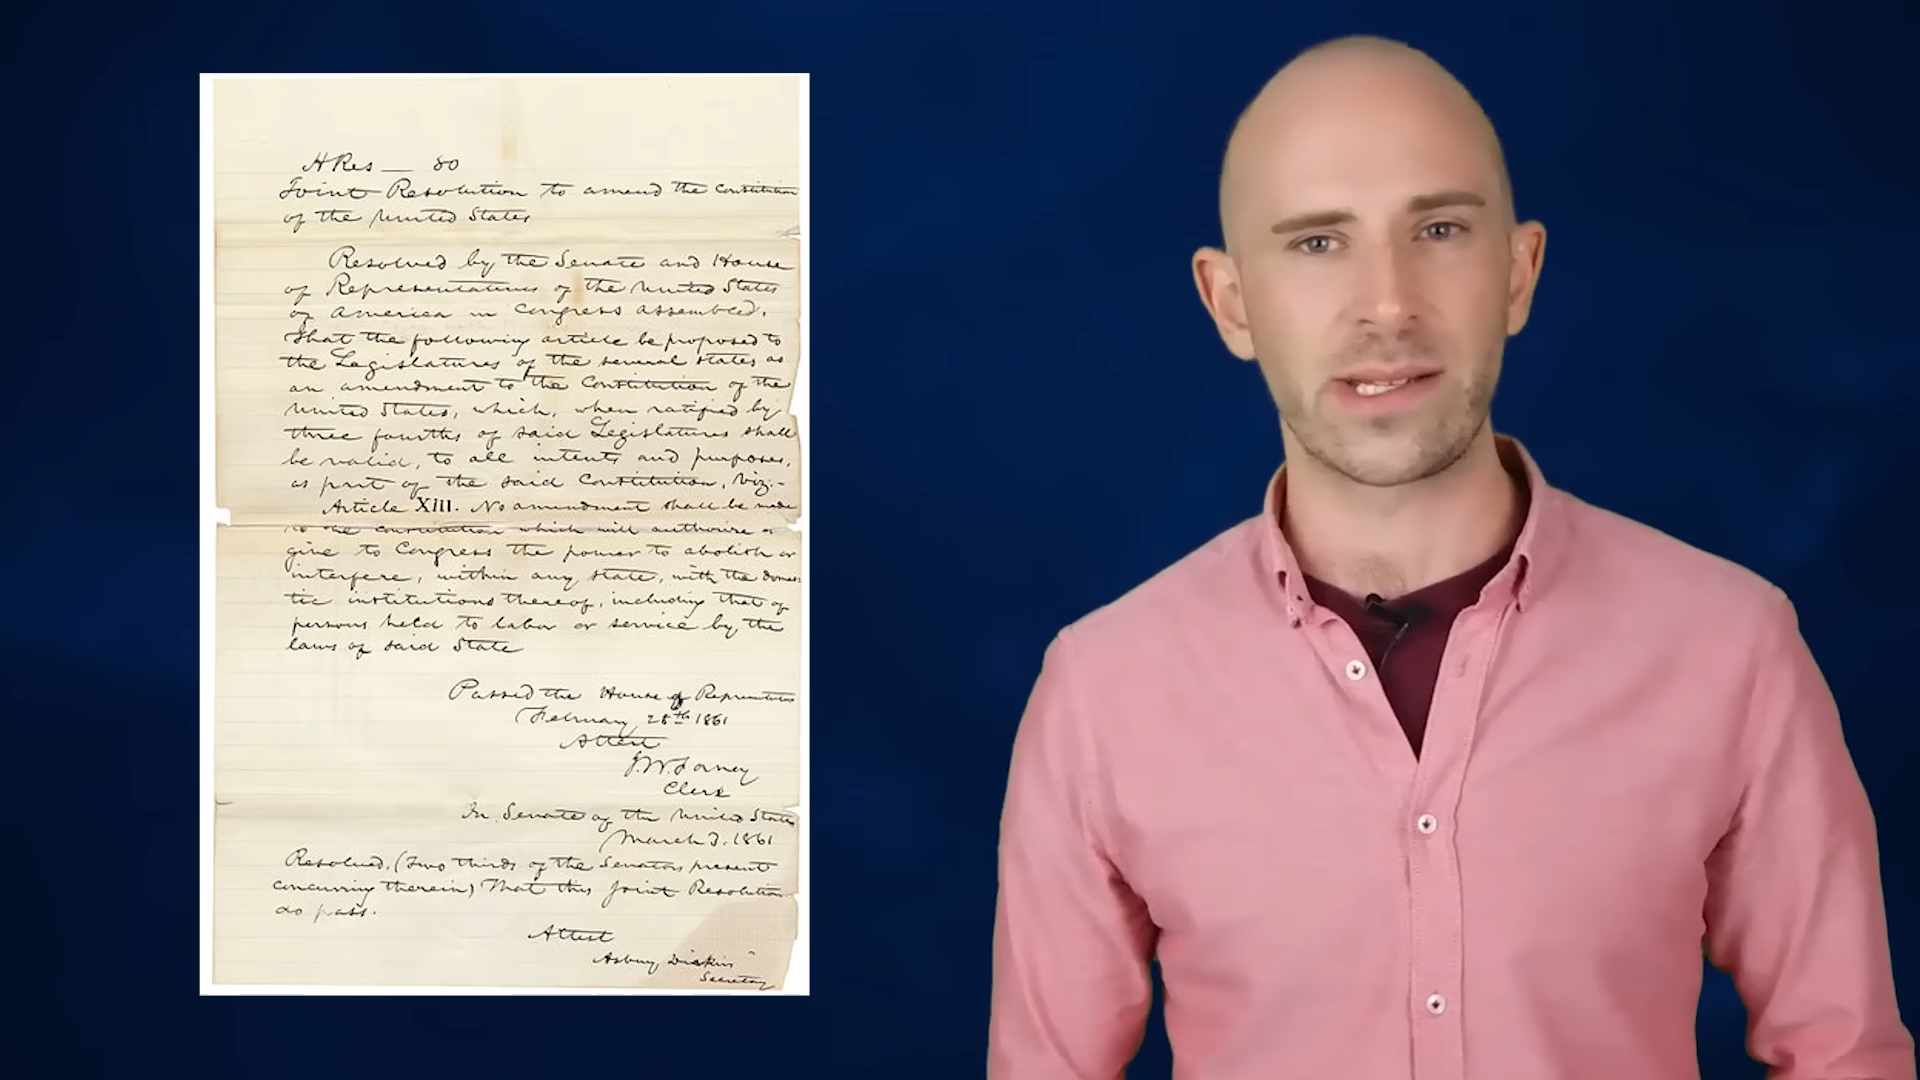 HRes — 80
Joint Resolution to amend the Constitution
of the United States
Resolved by the Senate and House
of Representatives of the United States
of America in Congress assembled,
That the following article be proposed to
the Legislatures of the several states as
an amendment to the Constitution of the
United States, which, when ratified by
three fourths of said Legislatures shall
be valid, to all intents and purposes,
as part of the said Constitution, viz:-
Article XIII. No amendment shall be made
to the constitution which will authorize or
give to Congress the power to abolish or
interfere, within any state, with the domes-
tic institutions thereof, including that of
persons held to labor or service by the
laws of said State
Passed the House of Representatives
February 28th 1861
Attest
J.W. Forney
Clerk
In Senate of the United States
March 3, 1861
Resolved, (two thirds of the Senators present
concurring therein) That this Joint Resolution
do pass.
Attest
Asbury Dickins
Secretary